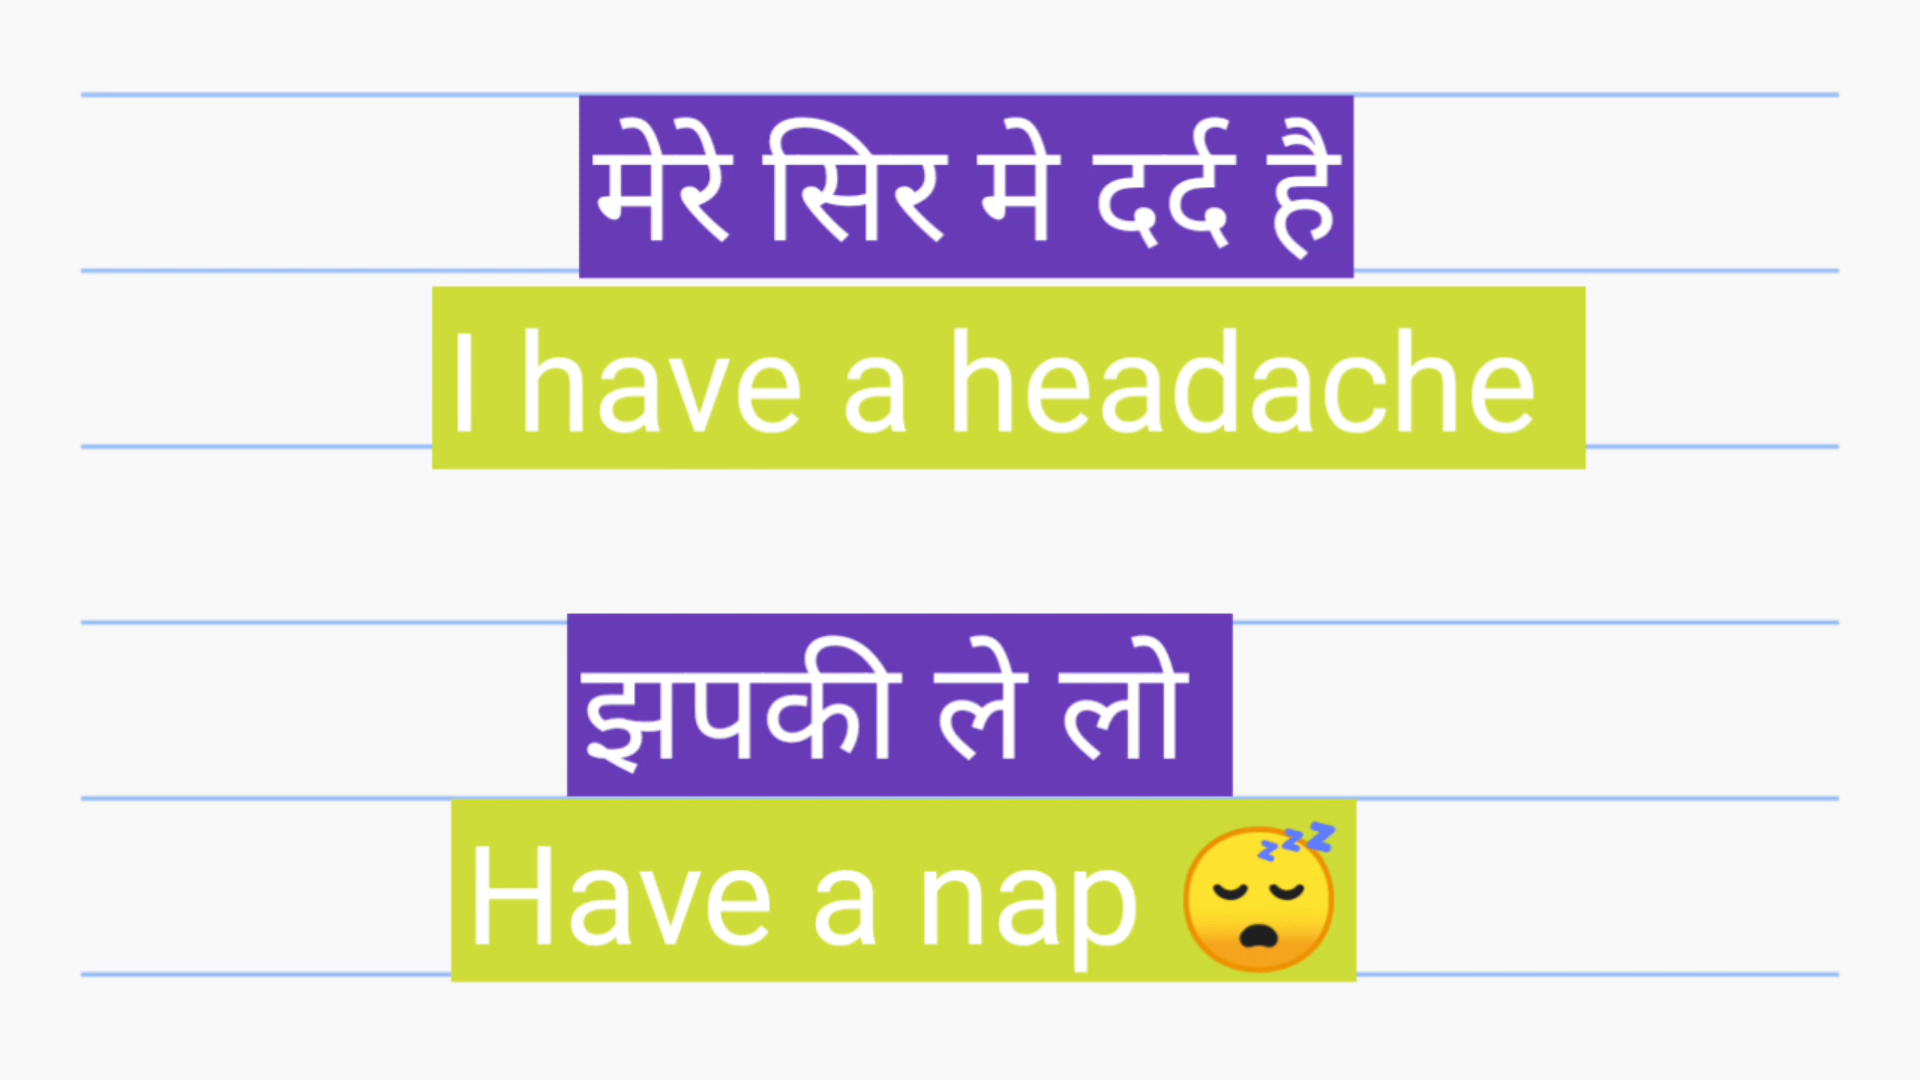 मेरे सिर मे दर्द है
I have a headache
झपकी ले लो
Have a nap 😴